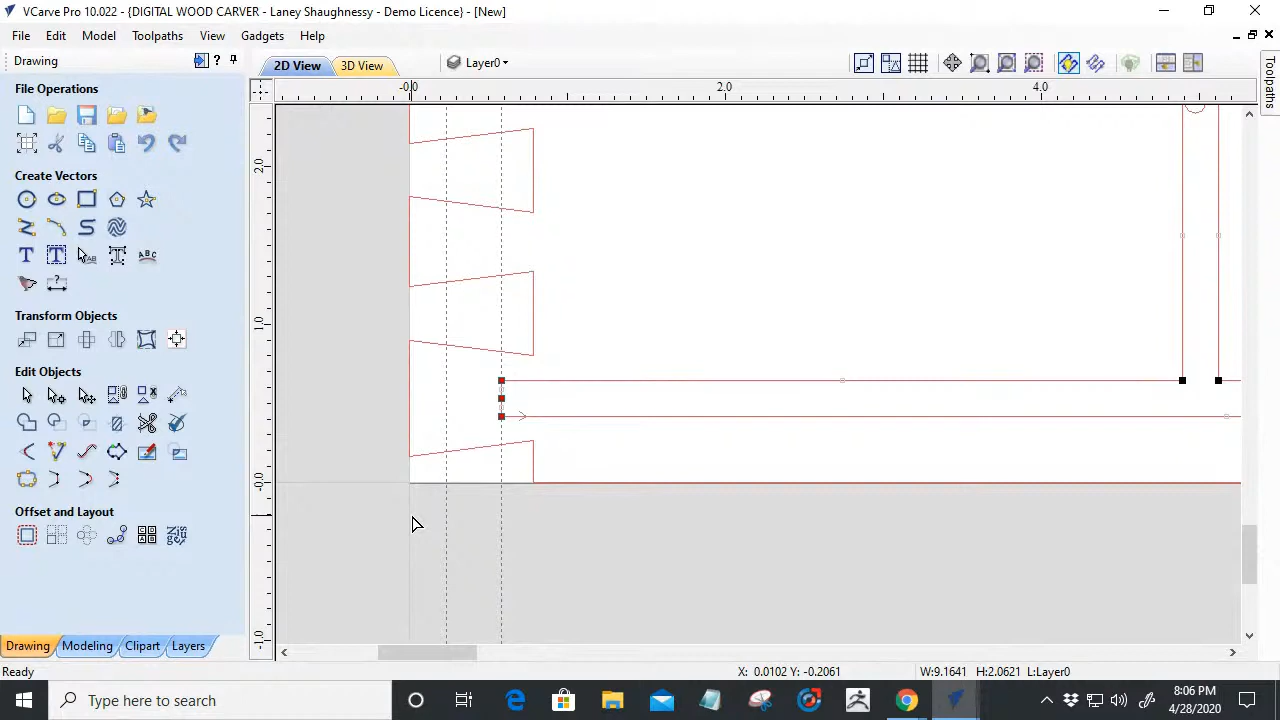 VCarve Pro 10.022 - {DIGITAL WOOD CARVER - Laney Shaughnessy - Demo Licence} - [New]
File Edit Model Toolpaths View Gadgets Help
Drawing
2D View 3D View Layer0
Toolpaths
File Operations
Create Vectors
Transform Objects
Edit Objects
Offset and Layout
Drawing Modeling Clipart Layers
-0.0 2.0 4.0
2.0
1.0
-0.0
-1.0
Ready X: 0.0102 Y: -0.2061 W:9.1641 H:2.0621 L:Layer0
Type here to search
8:06 PM
4/28/2020